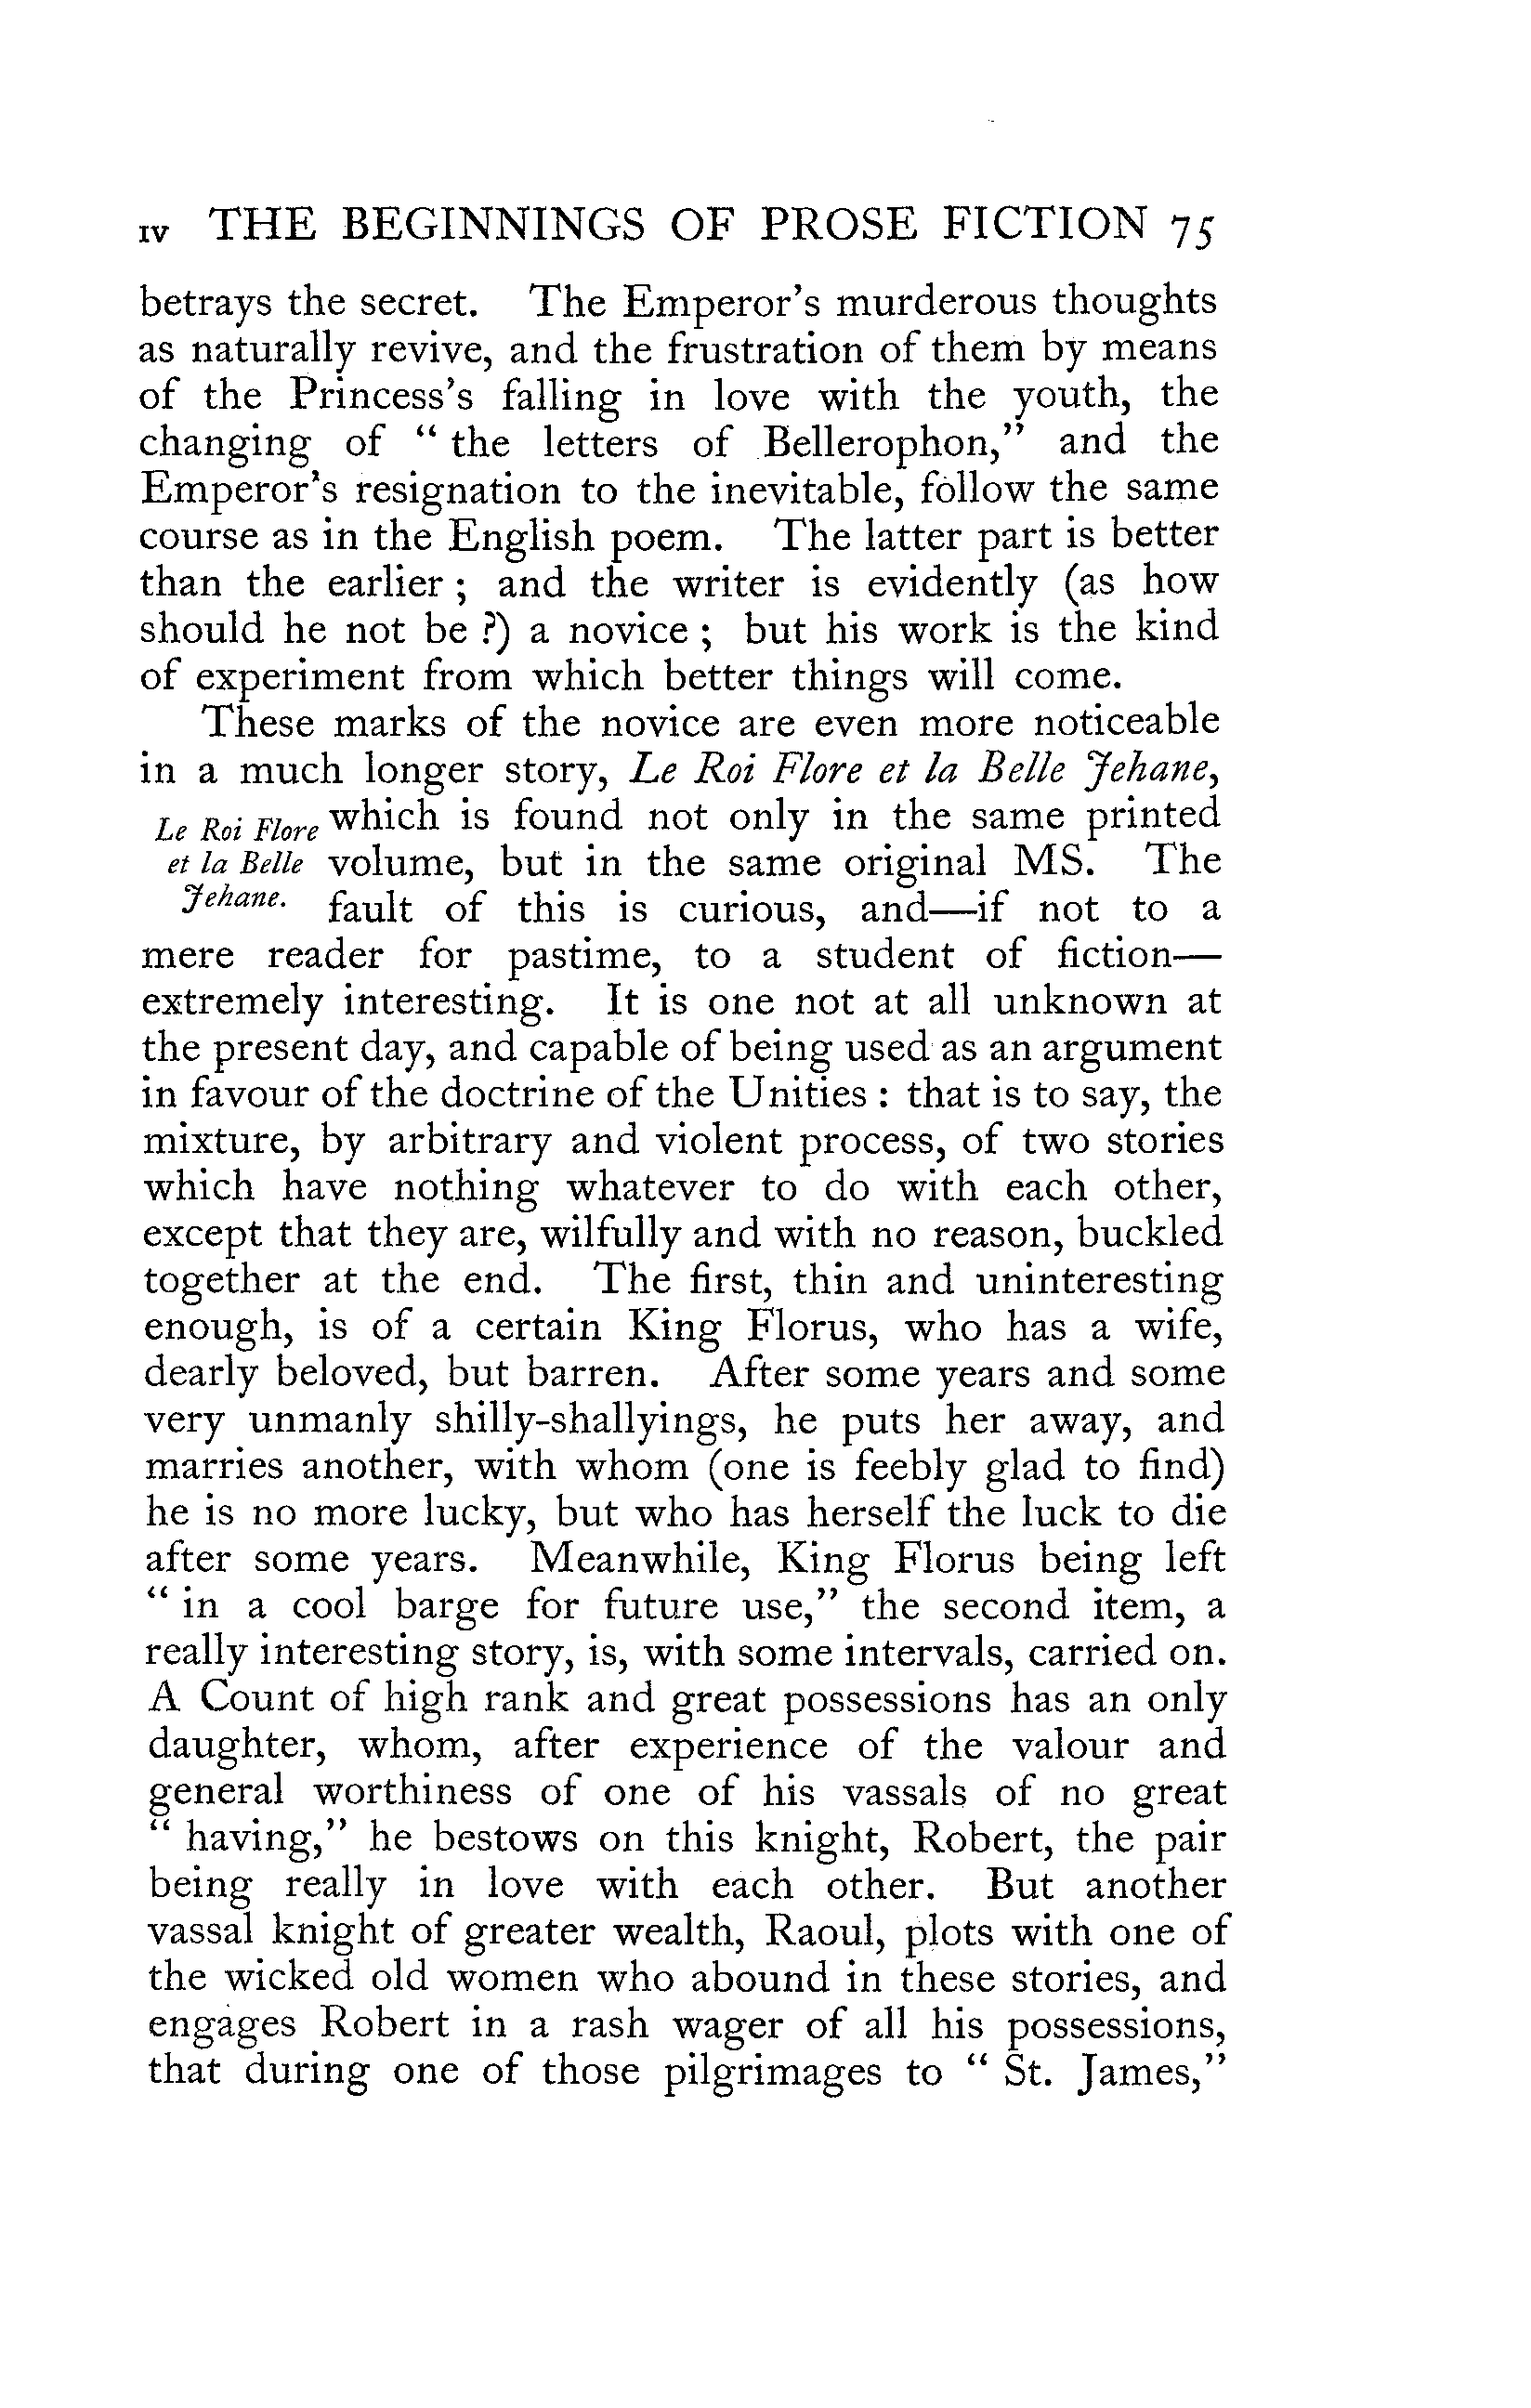 IV THE BEGINNINGS OF PROSE FICTION 75
betrays the secret. The Emperor's murderous thoughts
as naturally revive, and the frustration of them by means
of the Princess's falling in love with the youth, the
changing of " the letters of Bellerophon," and the
Emperor's resignation to the inevitable, follow the same
course as in the English poem. The latter part is better
than the earlier ; and the writer is evidently (as how
should he not be ?) a novice ; but his work is the kind
of experiment from which better things will come.
These marks of the novice are even more noticeable
in a much longer story, Le Roi Flore et la Belle Jehane,
Le Roi Flore
et la Belle
Jehane.
which is found not only in the same printed
volume, but in the same original MS. The
fault of this is curious, and—if not to a
mere reader for pastime, to a student of fiction—
extremely interesting. It is one not at all unknown at
the present day, and capable of being used as an argument
in favour of the doctrine of the Unities : that is to say, the
mixture, by arbitrary and violent process, of two stories
which have nothing whatever to do with each other,
except that they are, wilfully and with no reason, buckled
together at the end. The first, thin and uninteresting
enough, is of a certain King Florus, who has a wife,
dearly beloved, but barren. After some years and some
very unmanly shilly-shallyings, he puts her away, and
marries another, with whom (one is feebly glad to find)
he is no more lucky, but who has herself the luck to die
after some years. Meanwhile, King Florus being left
" in a cool barge for future use," the second item, a
really interesting story, is, with some intervals, carried on.
A Count of high rank and great possessions has an only
daughter, whom, after experience of the valour and
general worthiness of one of his vassals of no great
" having," he bestows on this knight, Robert, the pair
being really in love with each other. But another
vassal knight of greater wealth, Raoul, plots with one of
the wicked old women who abound in these stories, and
engages Robert in a rash wager of all his possessions,
that during one of those pilgrimages to " St. James,"